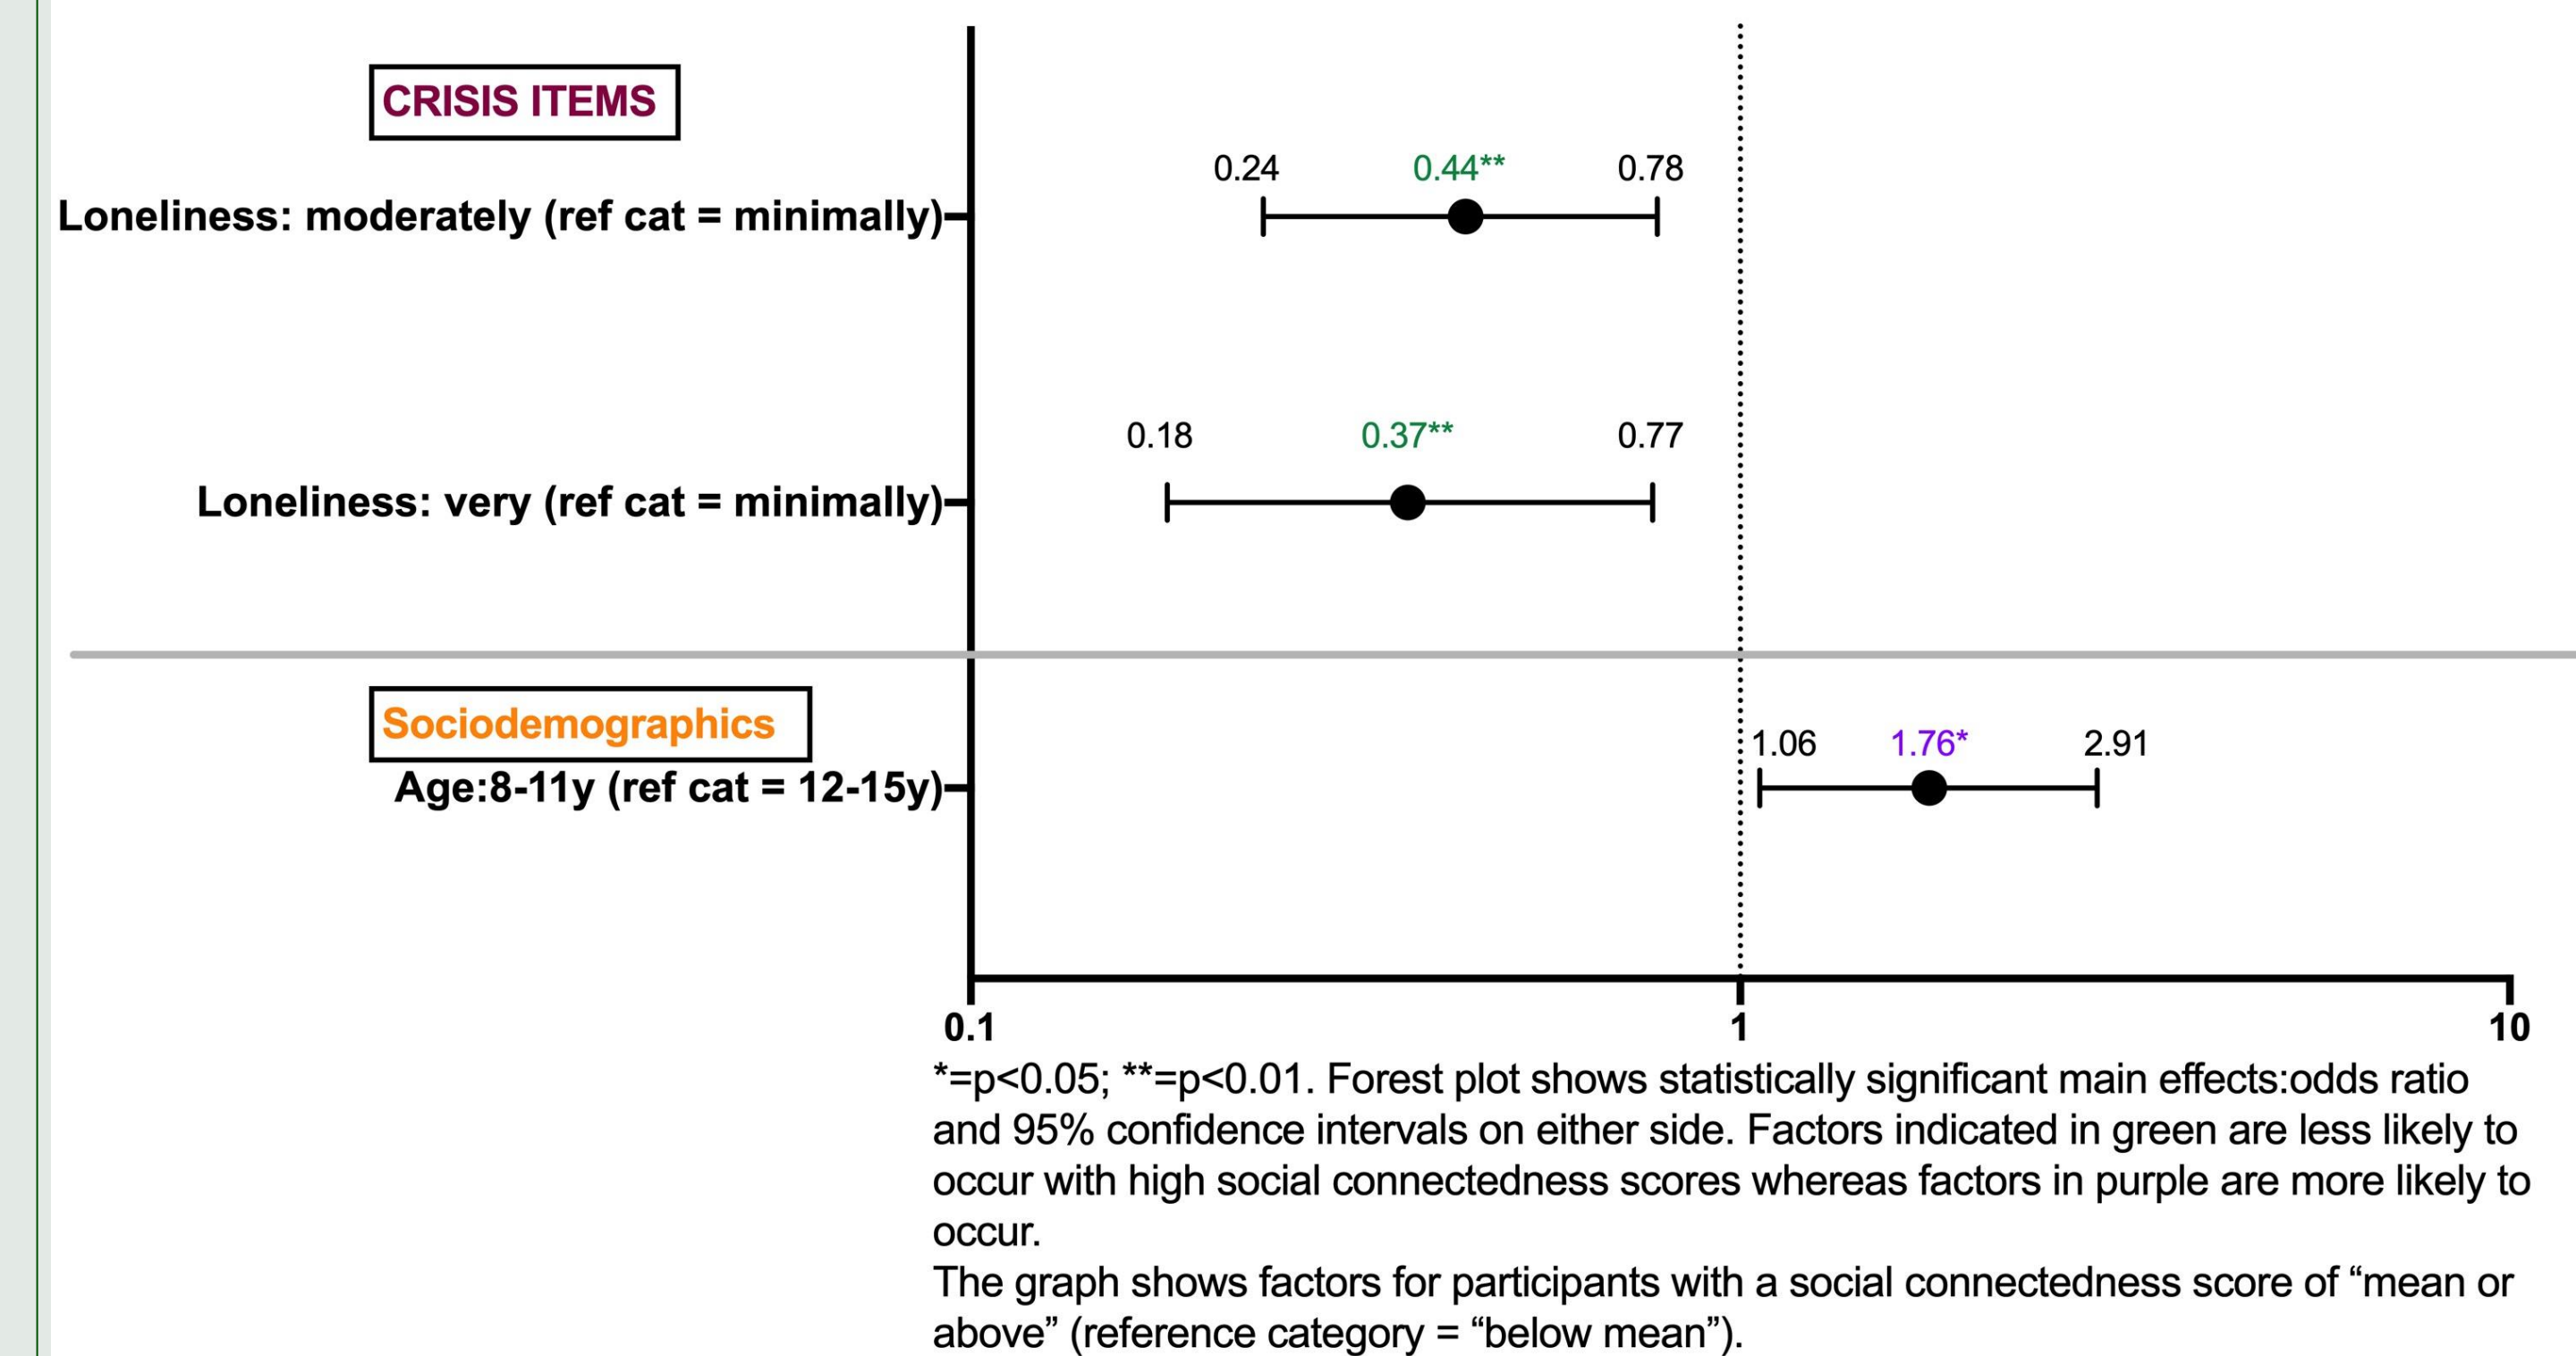 CRISIS ITEMS
0.24 0.44** 0.78
Loneliness: moderately (ref cat = minimally)
0.18 0.37** 0.77
Loneliness: very (ref cat = minimally)
Sociodemographics
1.06 1.76* 2.91
Age:8-11y (ref cat = 12-15y)
0.1 1 10
*=p<0.05; **=p<0.01. Forest plot shows statistically significant main effects:odds ratio
and 95% confidence intervals on either side. Factors indicated in green are less likely to
occur with high social connectedness scores whereas factors in purple are more likely to
occur.
The graph shows factors for participants with a social connectedness score of “mean or
above” (reference category = “below mean”).